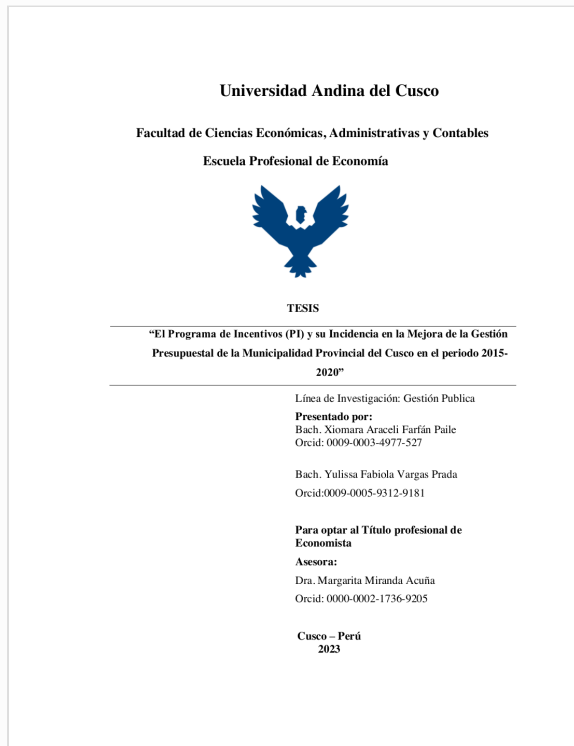 Universidad Andina del Cusco
Facultad de Ciencias Económicas, Administrativas y Contables
Escuela Profesional de Economía
TESIS
“El Programa de Incentivos (PI) y su Incidencia en la Mejora de la Gestión
Presupuestal de la Municipalidad Provincial del Cusco en el periodo 2015-
2020”
Línea de Investigación: Gestión Publica
Presentado por:
Bach. Xiomara Araceli Farfán Paile
Orcid: 0009-0003-4977-527
Bach. Yulissa Fabiola Vargas Prada
Orcid:0009-0005-9312-9181
Para optar al Título profesional de
Economista
Asesora:
Dra. Margarita Miranda Acuña
Orcid: 0000-0002-1736-9205
Cusco – Perú
2023